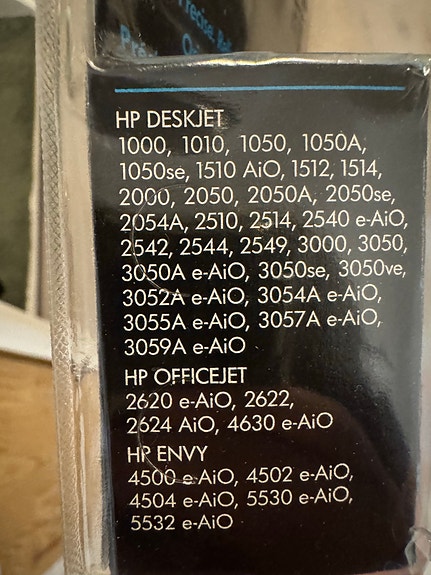 HP DESKJET
1000, 1010, 1050, 1050A,
1050se, 1510 AiO, 1512, 1514,
2000, 2050, 2050A, 2050se,
2054A, 2510, 2514, 2540 e-AiO,
2542, 2544, 2549, 3000, 3050,
3050A e-AiO, 3050se, 3050ve,
3052A e-AiO, 3054A e-AiO,
3055A e-AiO, 3057A e-AiO,
3059A e-AiO
HP OFFICEJET
2620 e-AiO, 2622,
2624 AiO, 4630 e-AiO
HP ENVY
4500 e-AiO, 4502 e-AiO,
4504 e-AiO, 5530 e-AiO,
5532 e-AiO